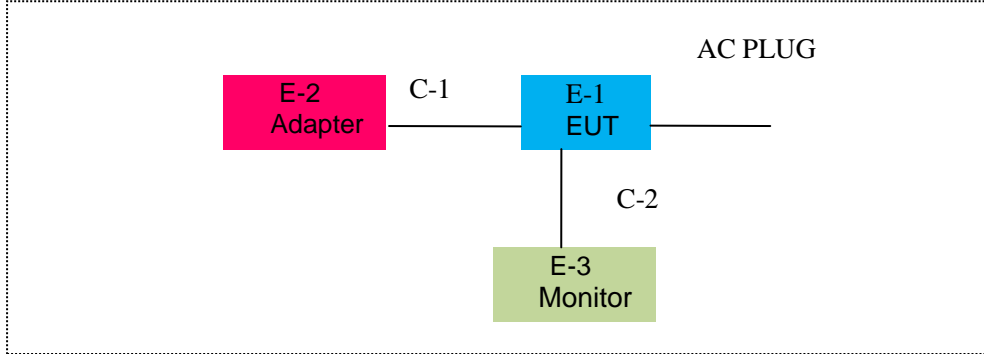 AC PLUG
E-2
Adapter
C-1
E-1
EUT
C-2
E-3
Monitor